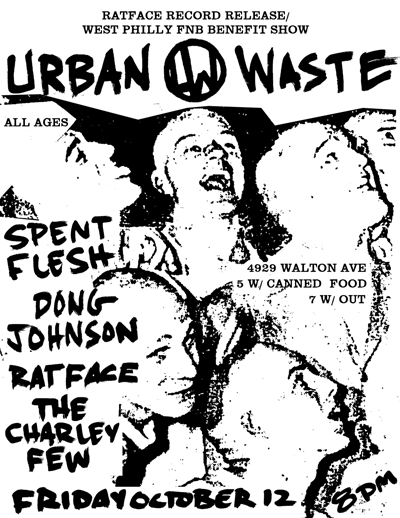 RATFACE RECORD RELEASE/
WEST PHILLY FNB BENEFIT SHOW
URBAN UW WASTE
ALL AGES
SPENT
FLESH
DONG
JOHNSON
RATFACE
THE
CHARLEY
FEW
4929 WALTON AVE
5 W/ CANNED FOOD
7 W/ OUT
FRIDAY OCTOBER 12
8PM